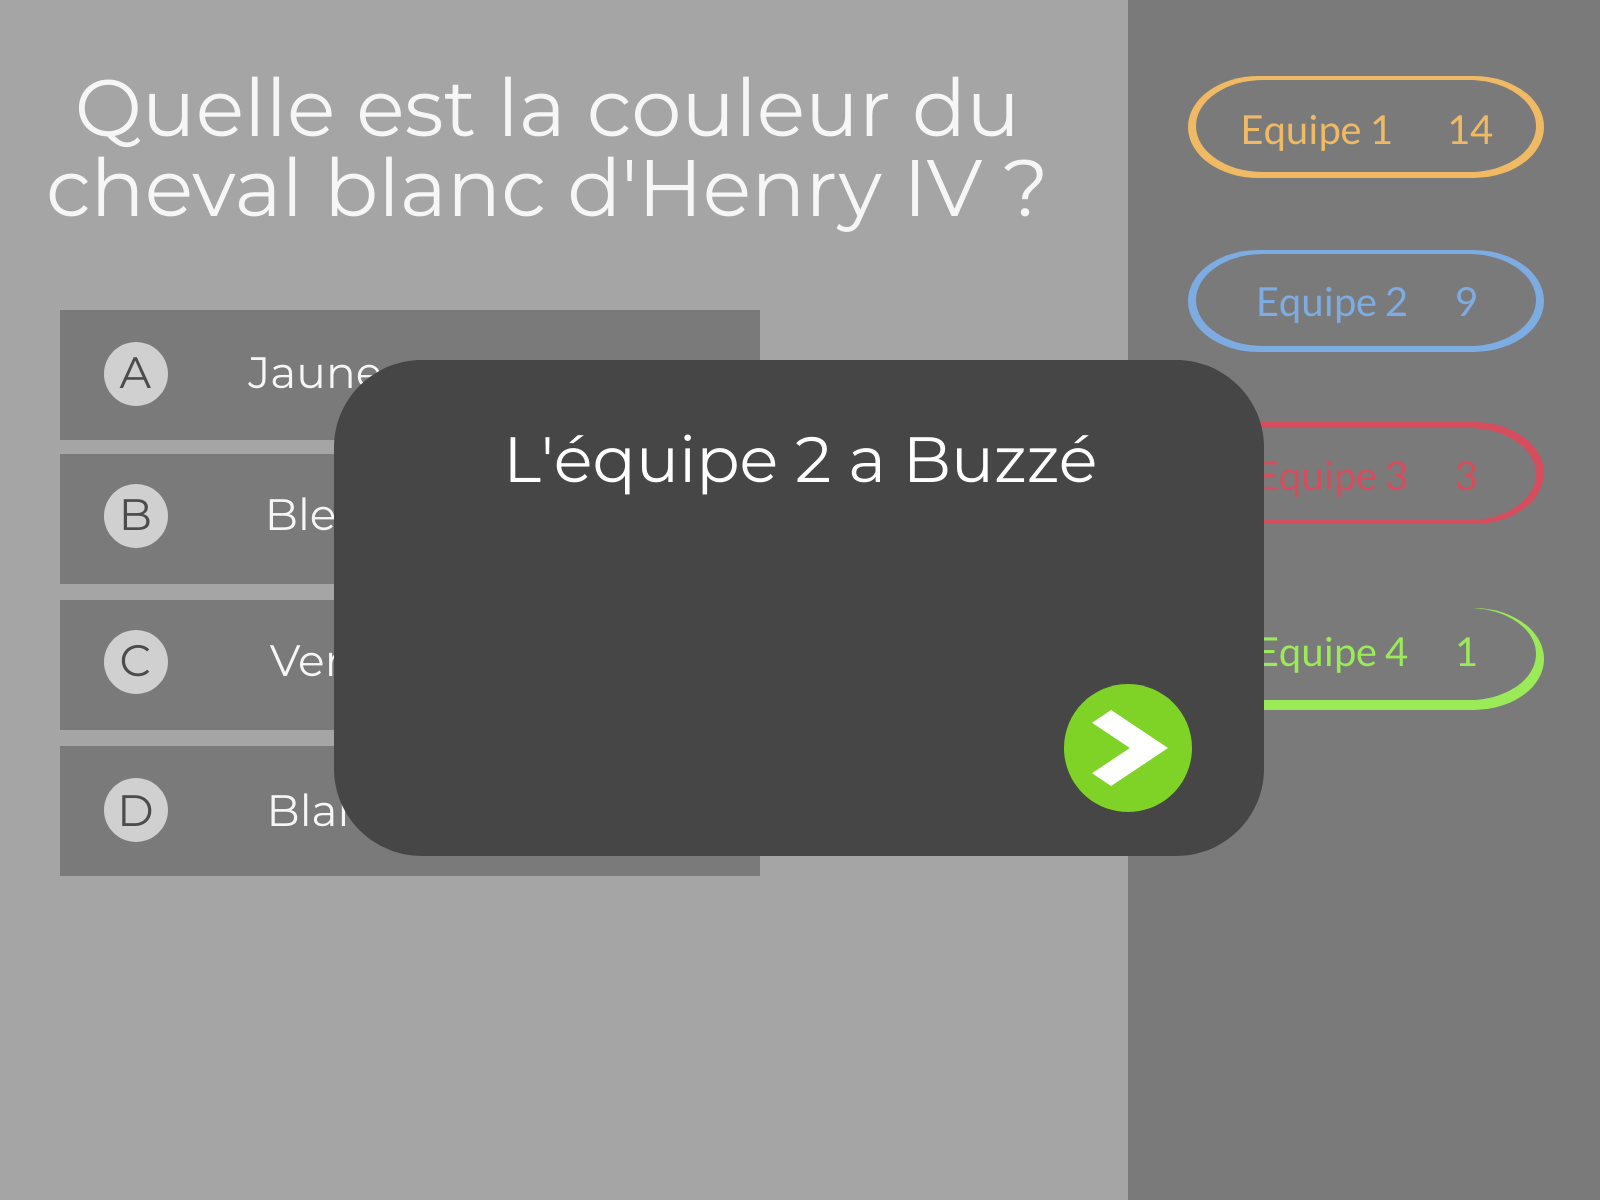 Quelle est la couleur du
cheval blanc d'Henry IV ?
A Jaune
B
C
D
L'équipe 2 a Buzzé
Equipe 1 14
Equipe 2 9
Equipe 3 3
Equipe 4 1